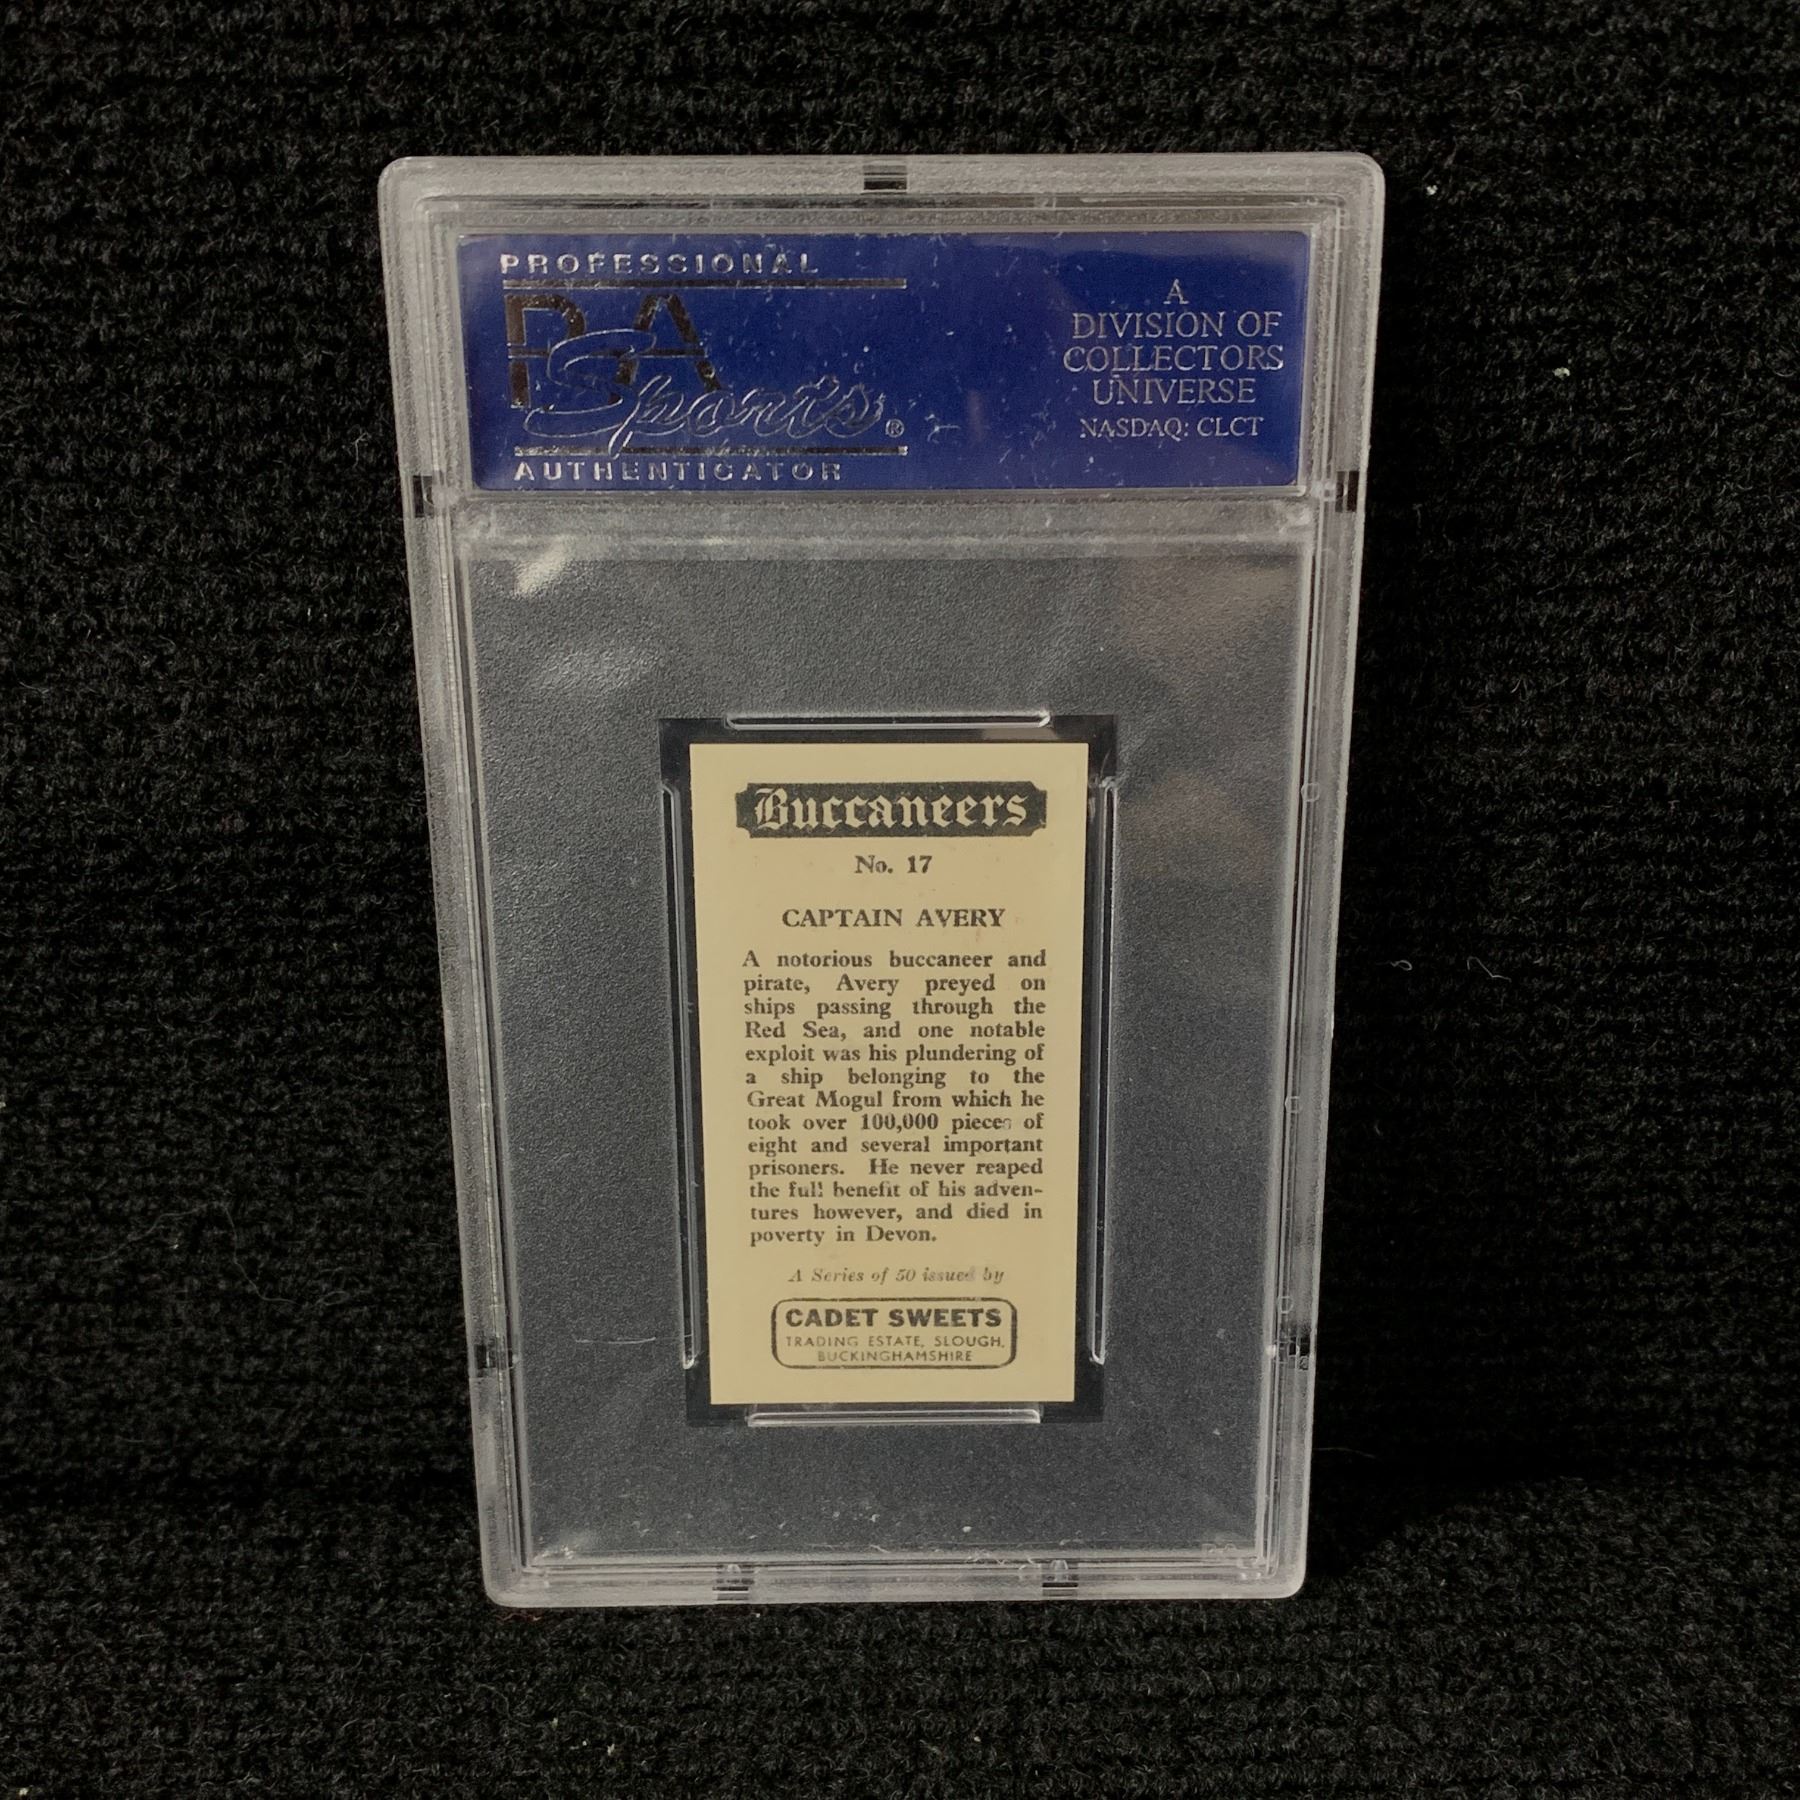 PROFESSIONAL
PSA
Sports®
AUTHENTICATOR
A
DIVISION OF
COLLECTORS
UNIVERSE
NASDAQ: CLCT
Buccaneers
No. 17
CAPTAIN AVERY
A notorious buccaneer and
pirate, Avery preyed on
ships passing through the
Red Sea, and one notable
exploit was his plundering of
a ship belonging to the
Great Mogul from which he
took over 100,000 pieces of
eight and several important
prisoners. He never reaped
the full benefit of his adven-
tures however, and died in
poverty in Devon.
A Series of 50 issued by
CADET SWEETS
TRADING ESTATE, SLOUGH,
BUCKINGHAMSHIRE